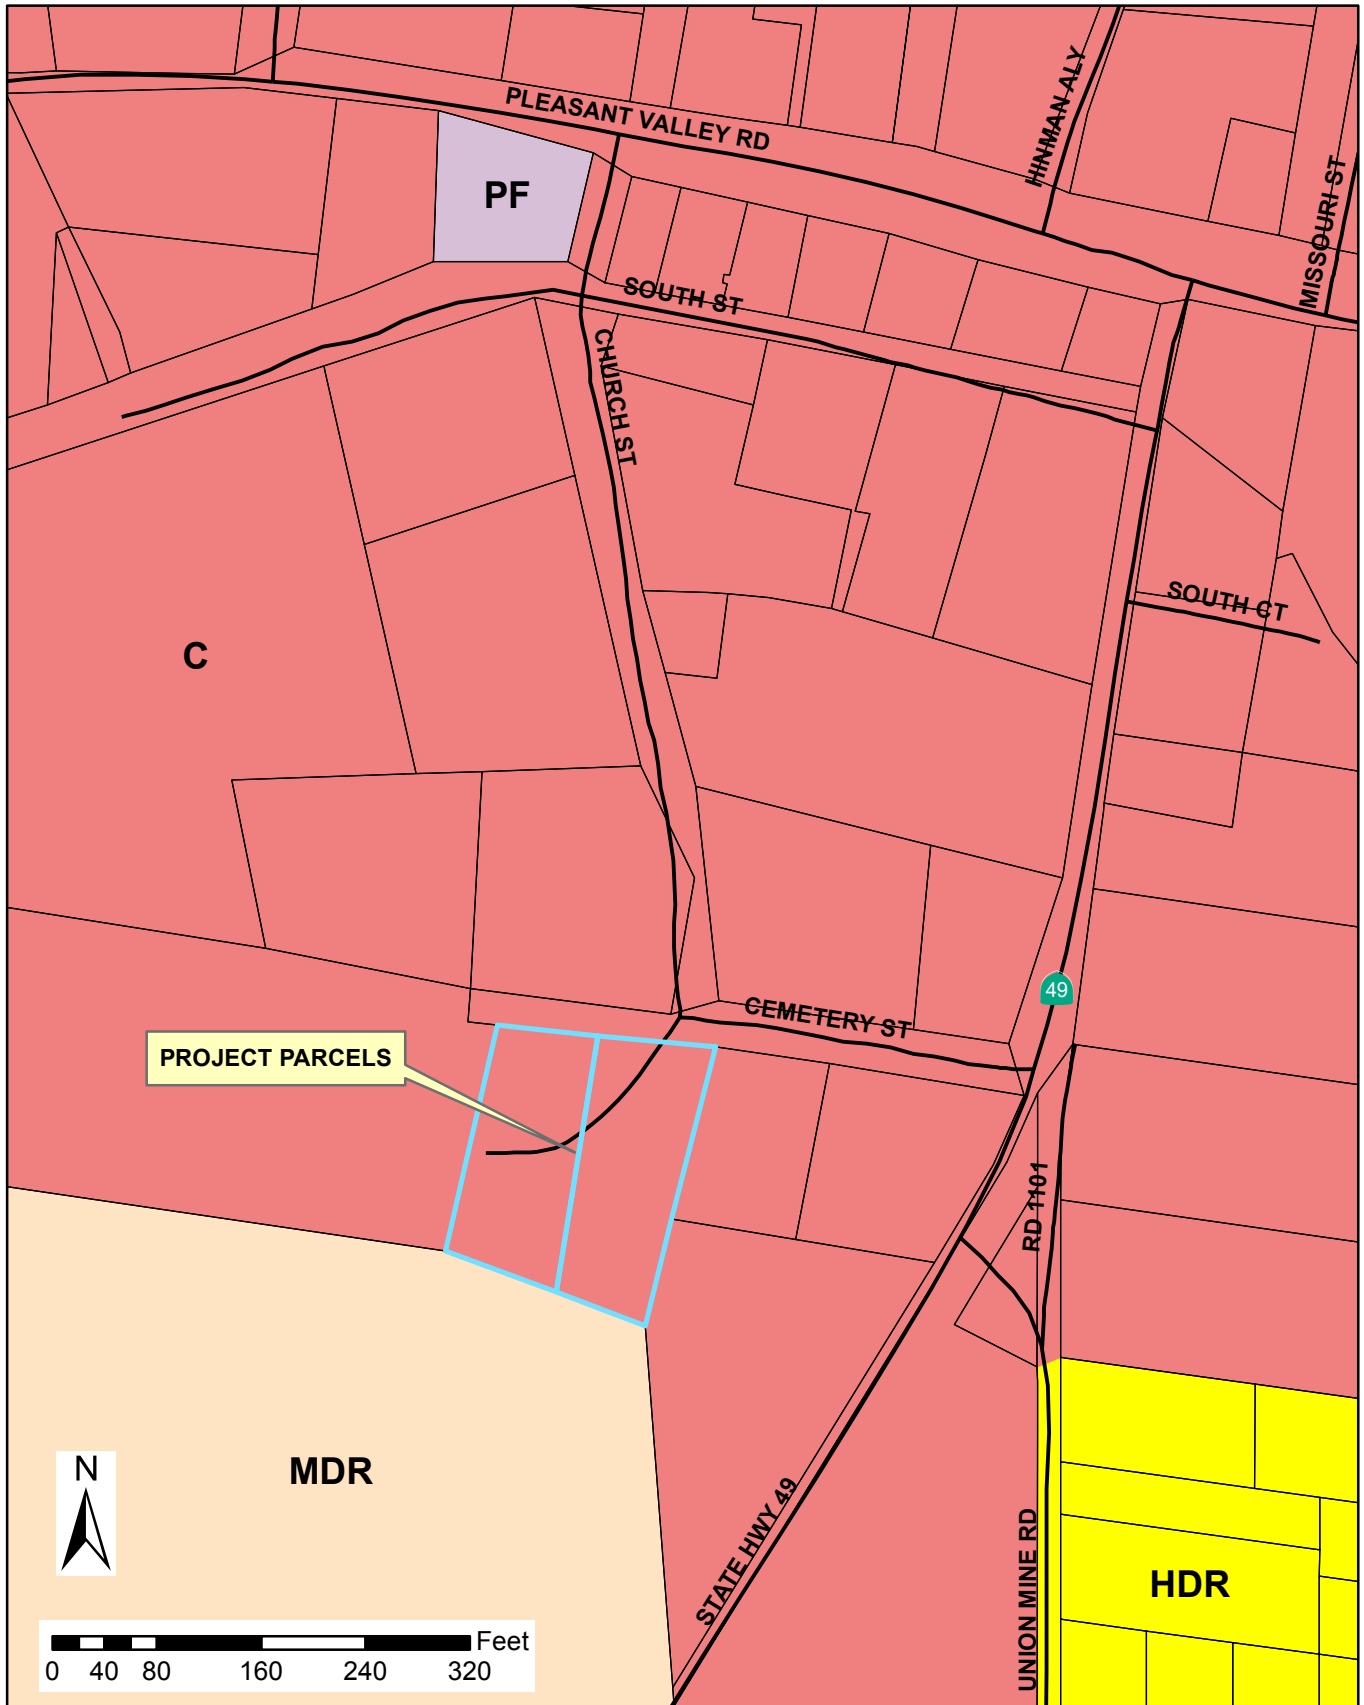 PLEASANT VALLEY RD
HINMAN ALY
MISSOURI ST
PF
SOUTH ST
CHURCH ST
SOUTH CT
C
49
CEMETERY ST
PROJECT PARCELS
RD 1101
MDR
N
STATE HWY 49
UNION MINE RD
HDR
Feet
0 40 80 160 240 320